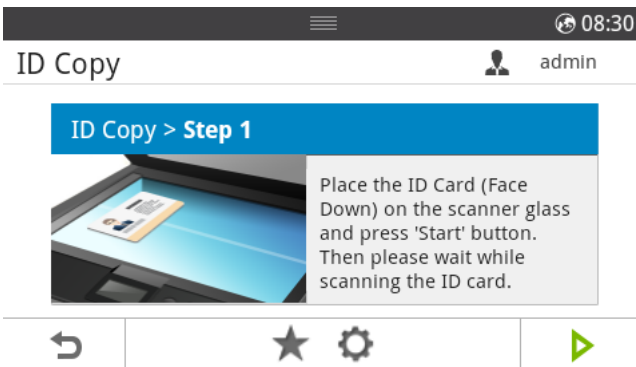 08:30
ID Copy
admin
ID Copy > Step 1
Place the ID Card (Face
Down) on the scanner glass
and press 'Start' button.
Then please wait while
scanning the ID card.